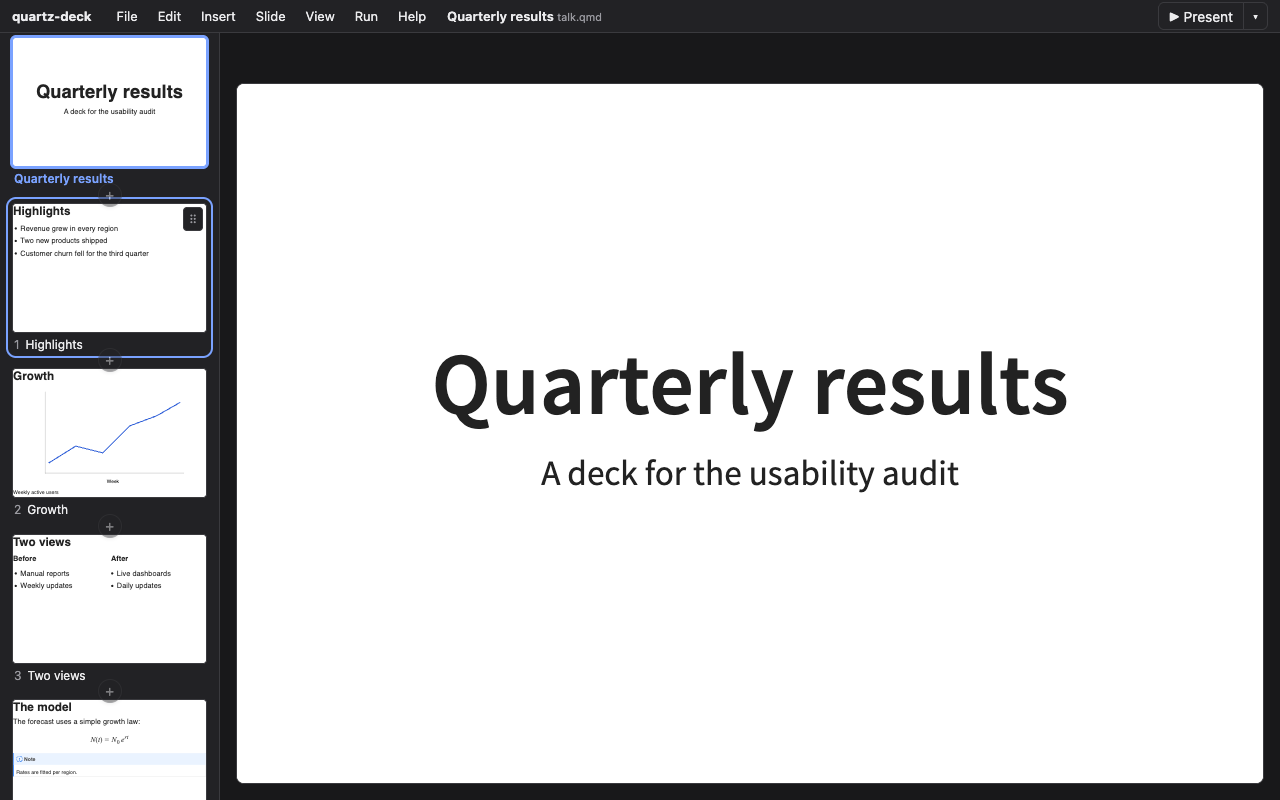 quartz-deck File Edit Insert Slide View Run Help Quarterly results talk.qmd ▶ Present ▾
Quarterly results
A deck for the usability audit
Quarterly results
+
Highlights
• Revenue grew in every region
• Two new products shipped
• Customer churn fell for the third quarter
1 Highlights
+
Growth
Week
Weekly active users
2 Growth
+
Two views
Before After
• Manual reports • Live dashboards
• Weekly updates • Daily updates
3 Two views
+
The model
The forecast uses a simple growth law:
N(t) = N₀ eʳᵗ
Note
Rates are fitted per region.
Quarterly results
A deck for the usability audit